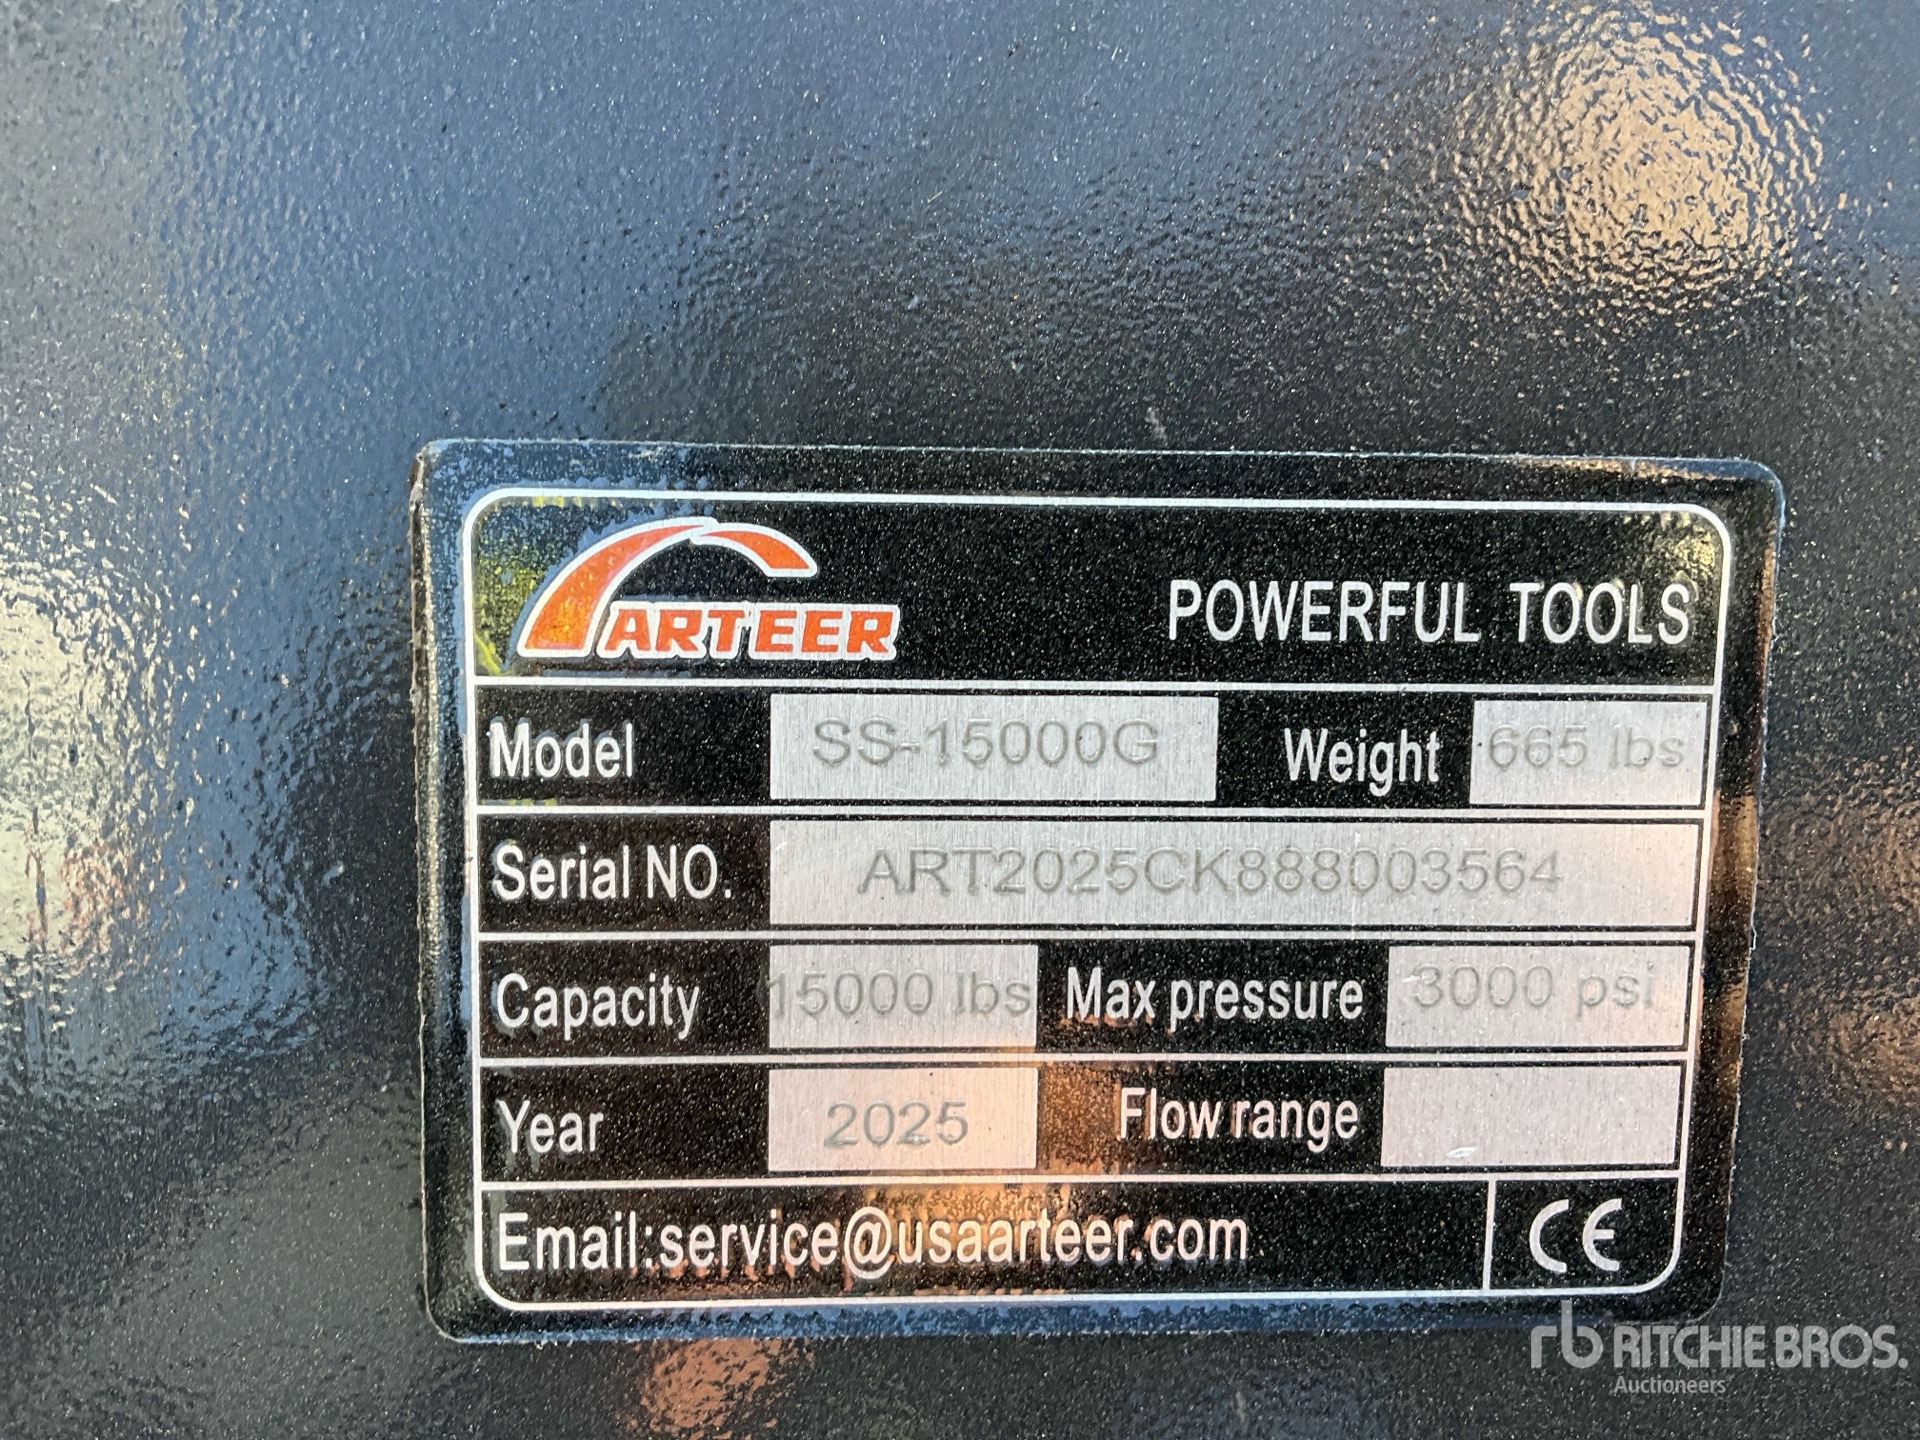 ARTEER POWERFUL TOOLS
Model SS-15000G Weight 665 lbs
Serial NO. ART2025CK888003564
Capacity 15000 lbs Max pressure 3000 psi
Year 2025 Flow range
Email:service@usaarteer.com CE
rb RITCHIE BROS.
Auctioneers